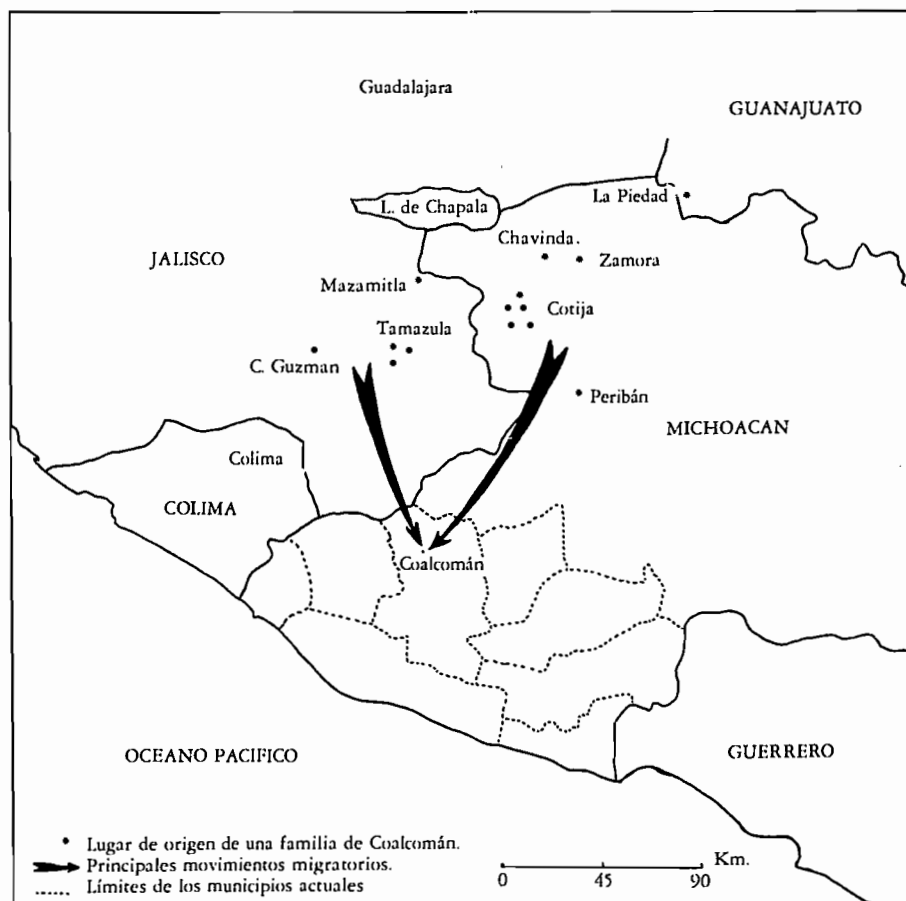 Guadalajara
GUANAJUATO
La Piedad
L. de Chapala
Chavinda.
JALISCO
Zamora
Mazamitla
Cotija
Tamazula
C. Guzman
Peribán
MICHOACAN
Colima
COLIMA
Coalcomán
OCEANO PACIFICO
GUERRERO
Lugar de origen de una familia de Coalcomán.
Principales movimientos migratorios.
Límites de los municipios actuales
Km.
0 45 90